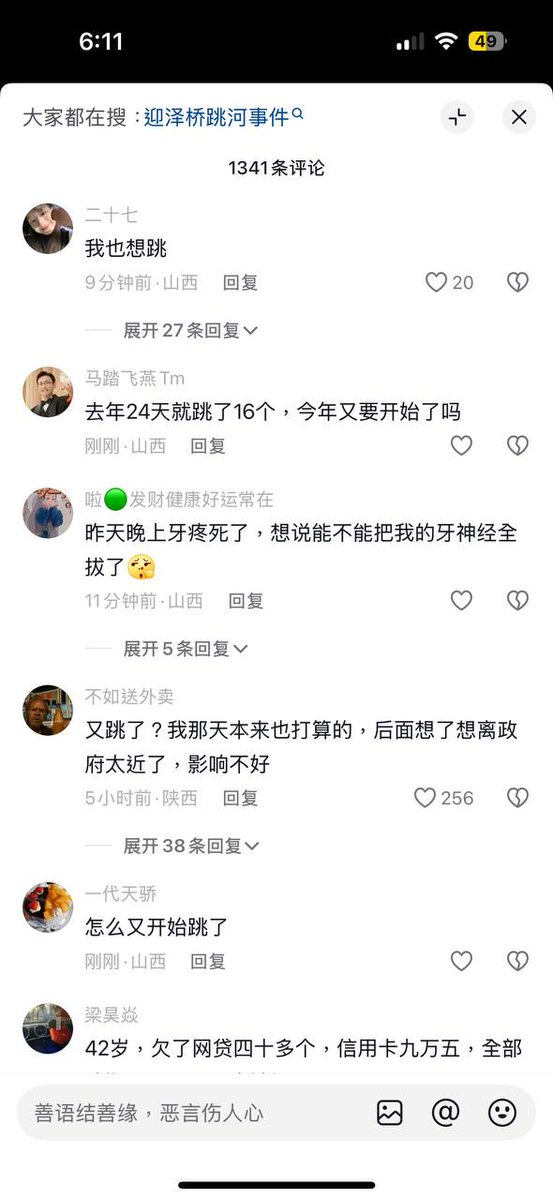 6:11
49
大家都在搜：迎泽桥跳河事件
1341条评论
二十七
我也想跳
9分钟前·山西 回复
20
展开27条回复
马踏飞燕Tm
去年24天就跳了16个，今年又要开始了吗
刚刚·山西 回复
啦🟢发财健康好运常在
昨天晚上牙疼死了，想说能不能把我的牙神经全
拔了🫢
11分钟前·山西 回复
展开5条回复
不如送外卖
又跳了？我那天本来也打算的，后面想了想离政
府太近了，影响不好
5小时前·陕西 回复
256
展开38条回复
一代天骄
怎么又开始跳了
刚刚·山西 回复
梁昊焱
42岁，欠了网贷四十多个，信用卡九万五，全部
善语结善缘，恶言伤人心